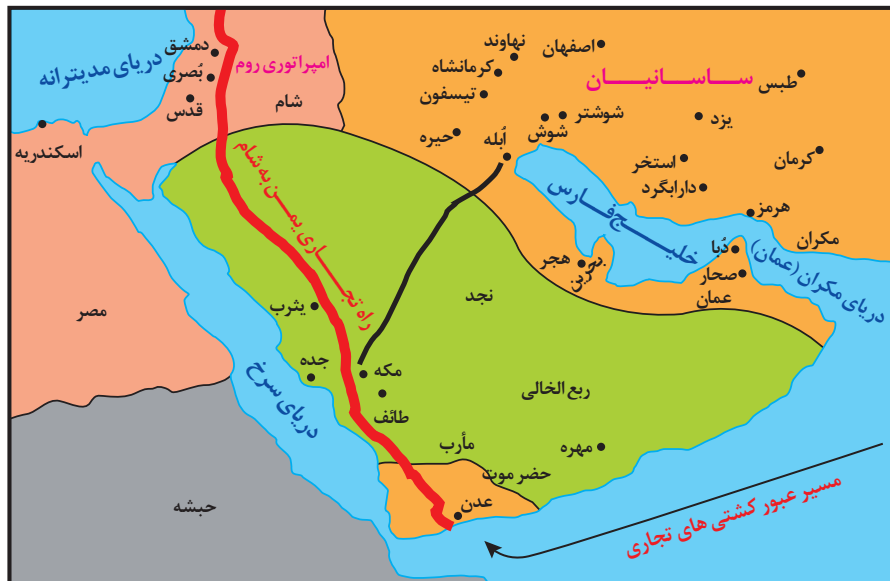 دریای مدیترانه
دمشق
بُصری
قدس
اسکندریه
امپراتوری روم
شام
نهاوند
اصفهان
کرمانشاه
تیسفون
حیره
ساسانیان
طبس
شوشتر
شوش
اُبله
یزد
کرمان
استخر
دارابگرد
هرمز
مکران
خلیج فارس
دُبا
صحار
عمان
دریای مکران (عمان)
هجر
بحرین
راه تجاری یمن به شام
نجد
یثرب
مصر
جده
مکه
طائف
دریای سرخ
ربع الخالی
مأرب
مهره
حضر موت
عدن
حبشه
مسیر عبور کشتی های تجاری